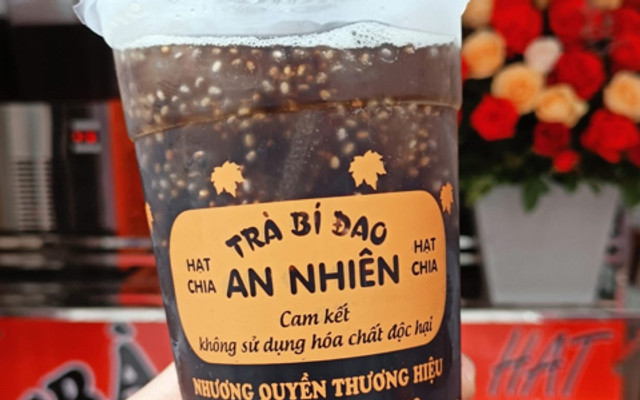 TRÀ BÍ ĐAO
HẠT CHIA AN NHIÊN HẠT CHIA
Cam kết
không sử dụng hóa chất độc hại
NHƯỢNG QUYỀN THƯƠNG HIỆU
TRÀ
HẠT